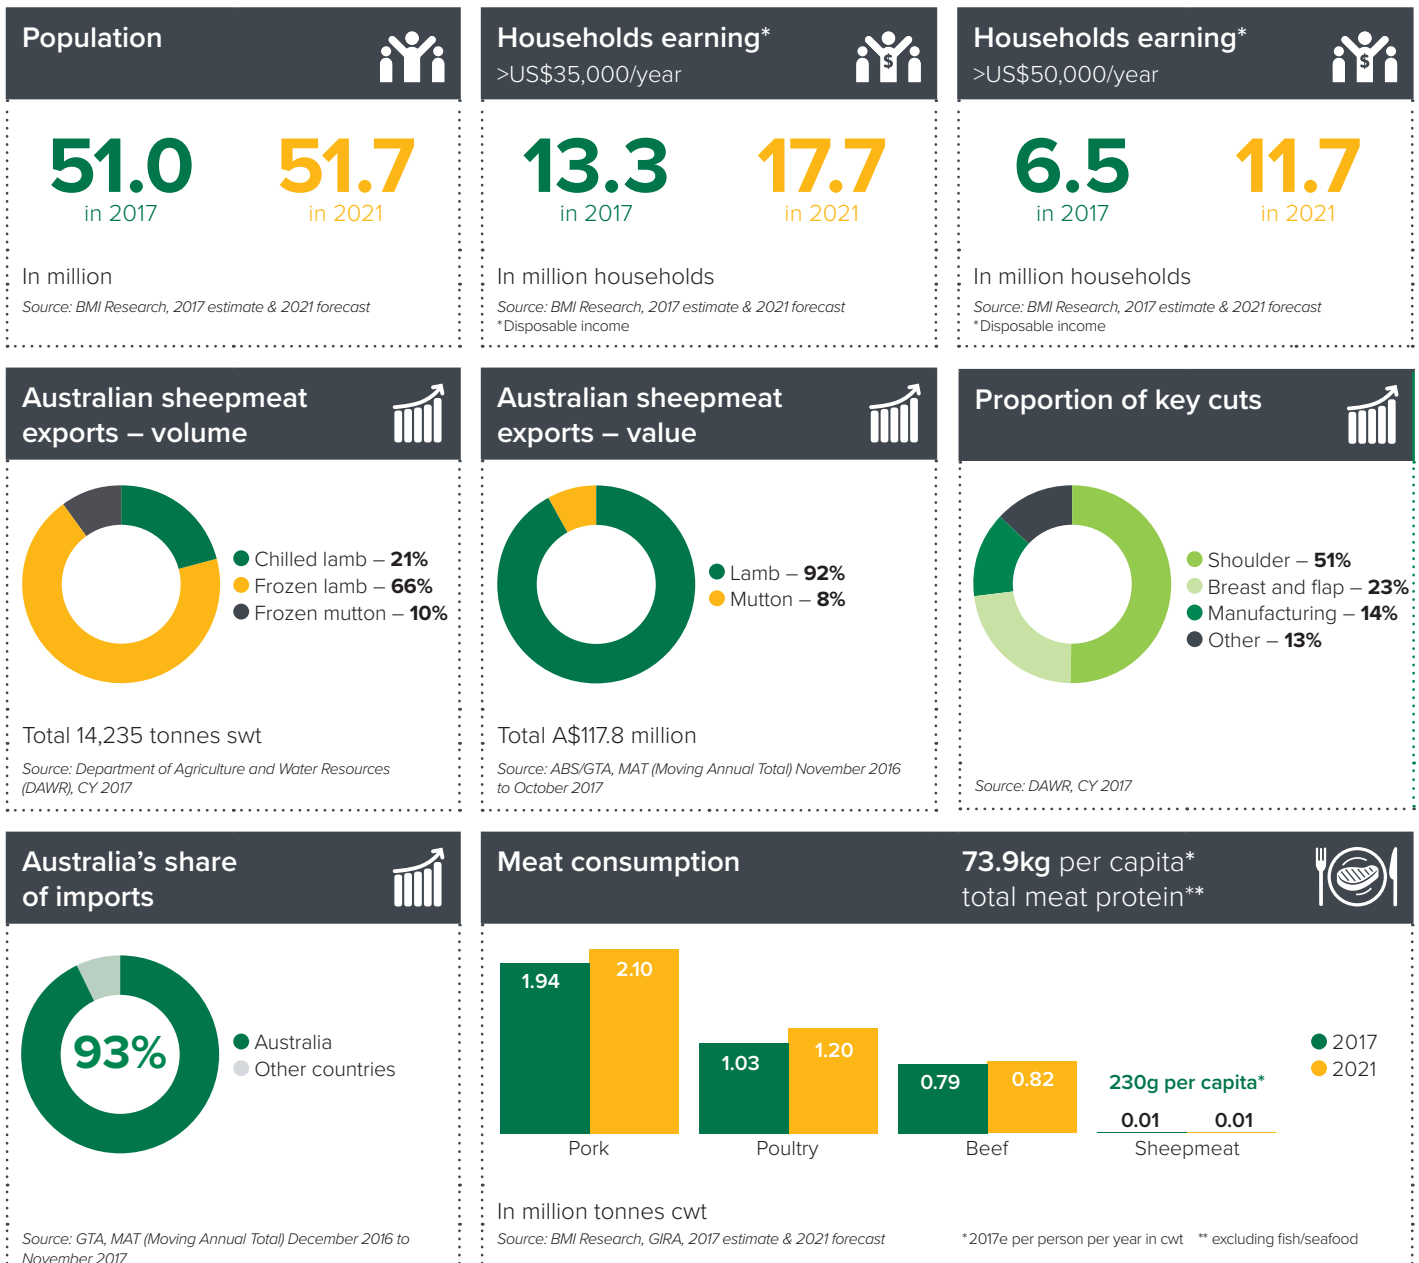 Population
51.0
in 2017
51.7
in 2021
In million
Source: BMI Research, 2017 estimate & 2021 forecast
Households earning*
>US$35,000/year
$
13.3
in 2017
17.7
in 2021
In million households
Source: BMI Research, 2017 estimate & 2021 forecast
*Disposable income
Households earning*
>US$50,000/year
$
6.5
in 2017
11.7
in 2021
In million households
Source: BMI Research, 2017 estimate & 2021 forecast
*Disposable income
Australian sheepmeat
exports – volume
Chilled lamb – 21%
Frozen lamb – 66%
Frozen mutton – 10%
Total 14,235 tonnes swt
Source: Department of Agriculture and Water Resources
(DAWR), CY 2017
Australian sheepmeat
exports – value
Lamb – 92%
Mutton – 8%
Total A$117.8 million
Source: ABS/GTA, MAT (Moving Annual Total) November 2016
to October 2017
Proportion of key cuts
Shoulder – 51%
Breast and flap – 23%
Manufacturing – 14%
Other – 13%
Source: DAWR, CY 2017
Australia's share
of imports
93%
Australia
Other countries
Source: GTA, MAT (Moving Annual Total) December 2016 to
November 2017
Meat consumption
73.9kg per capita*
total meat protein**
1.94
2.10
Pork
1.03
1.20
Poultry
0.79
0.82
Beef
230g per capita*
0.01
0.01
Sheepmeat
2017
2021
In million tonnes cwt
Source: BMI Research, GIRA, 2017 estimate & 2021 forecast
*2017e per person per year in cwt ** excluding fish/seafood